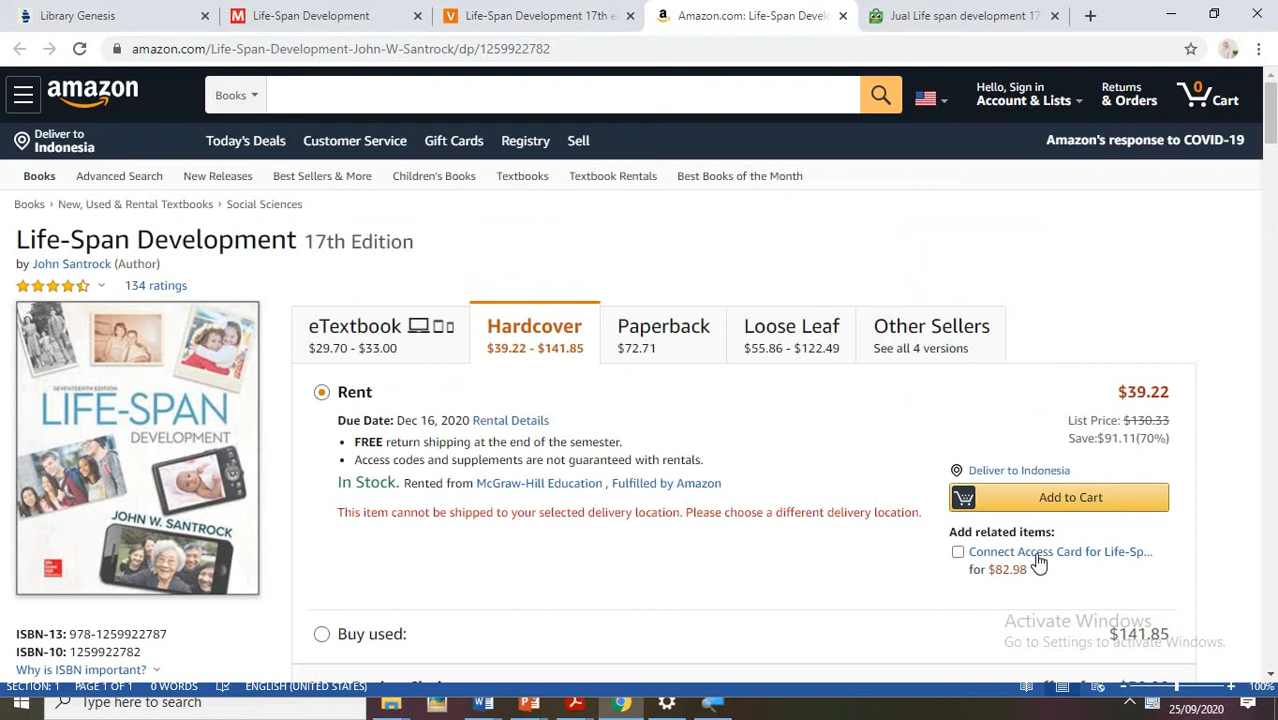 Library Genesis
Life-Span Development
Life-Span Development 17th e
Amazon.com: Life-Span Devel
Jual Life span development 17
amazon.com/Life-Span-Development-John-W-Santrock/dp/1259922782
amazon
Books
Hello, Sign in
Account & Lists
Returns
& Orders
0
Cart
Deliver to
Indonesia
Today's Deals
Customer Service
Gift Cards
Registry
Sell
Amazon's response to COVID-19
Books
Advanced Search
New Releases
Best Sellers & More
Children's Books
Textbooks
Textbook Rentals
Best Books of the Month
Books › New, Used & Rental Textbooks › Social Sciences
Life-Span Development 17th Edition
by John Santrock (Author)
134 ratings
SEVENTEENTH EDITION
LIFE-SPAN
DEVELOPMENT
JOHN W. SANTROCK
eTextbook
$29.70 - $33.00
Hardcover
$39.22 - $141.85
Paperback
$72.71
Loose Leaf
$55.86 - $122.49
Other Sellers
See all 4 versions
Rent
$39.22
Due Date: Dec 16, 2020 Rental Details
List Price: $130.33
Save:$91.11(70%)
• FREE return shipping at the end of the semester.
• Access codes and supplements are not guaranteed with rentals.
In Stock. Rented from McGraw-Hill Education , Fulfilled by Amazon
This item cannot be shipped to your selected delivery location. Please choose a different delivery location.
Deliver to Indonesia
Add to Cart
Add related items:
Connect Access Card for Life-Sp...
for $82.98
Buy used:
$141.85
Activate Windows
Go to Settings to activate Windows.
ISBN-13: 978-1259922787
ISBN-10: 1259922782
Why is ISBN important?
SECTION: 1
PAGE 1 OF 1
0 WORDS
ENGLISH (UNITED STATES)
100%
Type here to search
25/09/2020